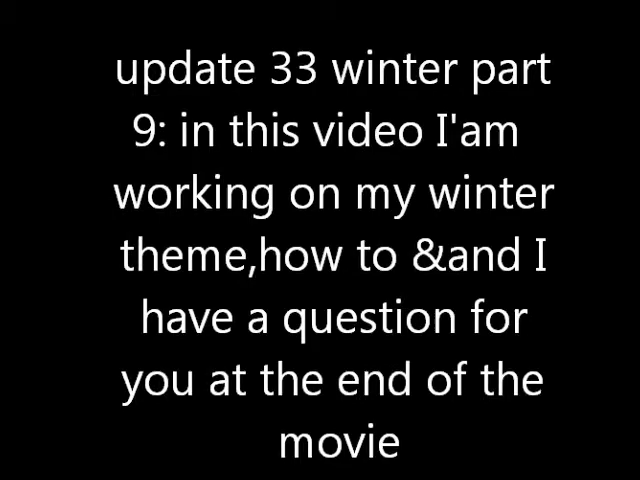 update 33 winter part
9: in this video I'am
working on my winter
theme,how to &and I
have a question for
you at the end of the
movie